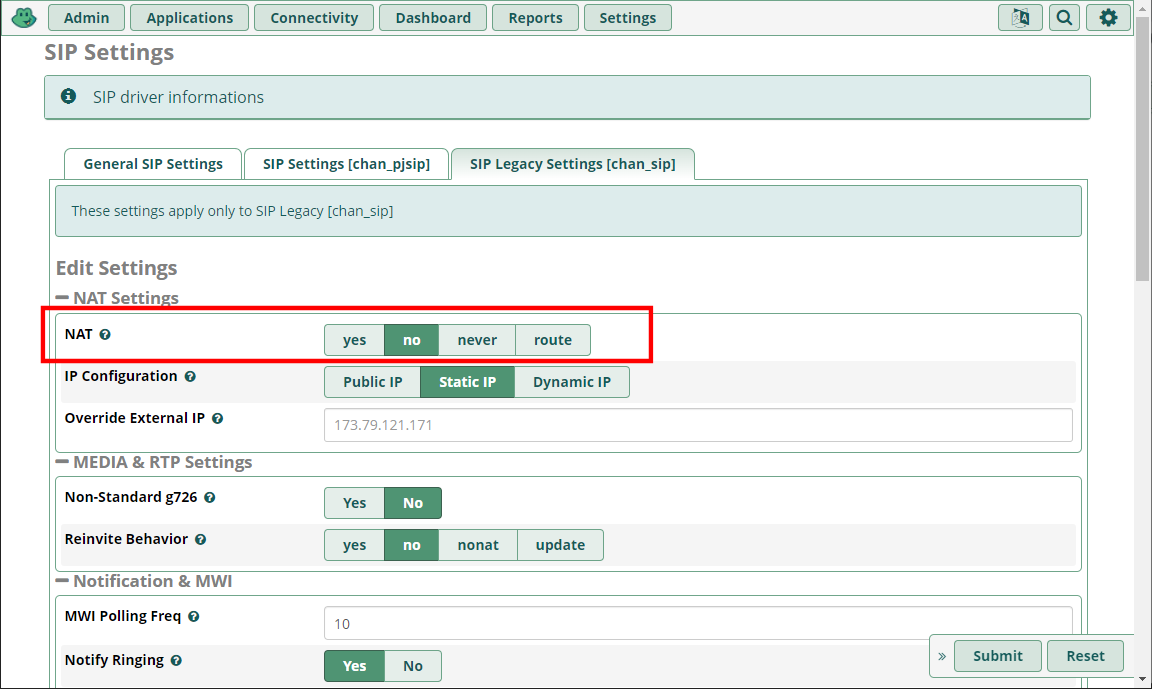 Admin Applications Connectivity Dashboard Reports Settings
SIP Settings
SIP driver informations
General SIP Settings SIP Settings [chan_pjsip] SIP Legacy Settings [chan_sip]
These settings apply only to SIP Legacy [chan_sip]
Edit Settings
NAT Settings
NAT yes no never route
IP Configuration Public IP Static IP Dynamic IP
Override External IP 173.79.121.171
MEDIA & RTP Settings
Non-Standard g726 Yes No
Reinvite Behavior yes no nonat update
Notification & MWI
MWI Polling Freq 10
Notify Ringing Yes No
» Submit Reset